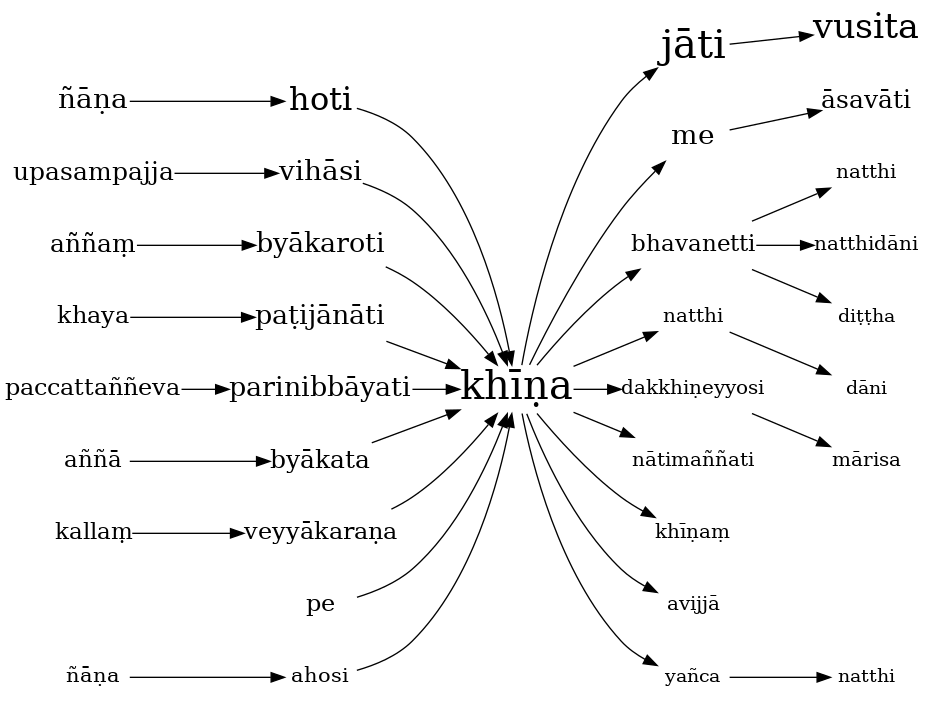 vusita
jāti
ñāṇa hoti āsavāti
me
upasampajja vihāsi natthi
aññaṃ byākaroti bhavanetti natthidāni
khaya paṭijānāti natthi diṭṭha
paccattaññeva parinibbāyati khīṇa dakkhiṇeyyosi dāni
aññā byākata nātimaññati mārisa
kallaṃ veyyākaraṇa khīṇaṃ
pe avijjā
ñāṇa ahosi yañca natthi